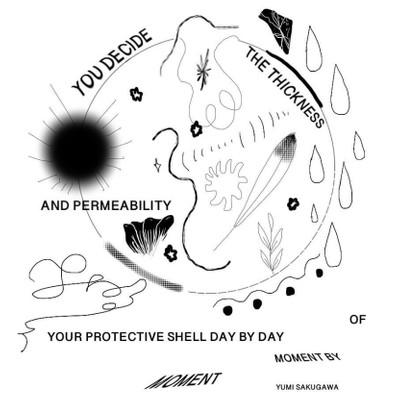 YOU DECIDE
THE THICKNESS
AND PERMEABILITY
OF
YOUR PROTECTIVE SHELL DAY BY DAY
MOMENT BY
MOMENT
YUMI SAKUGAWA